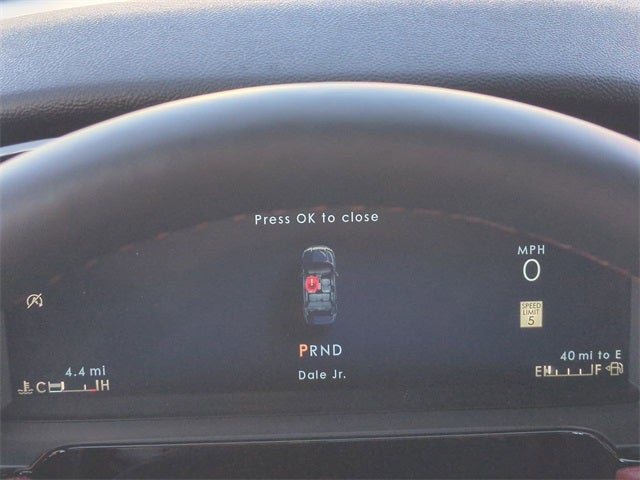 Press OK to close
MPH
0
SPEED
LIMIT
5
PRND
4.4 mi
40 mi to E
Dale Jr.
C H
E F